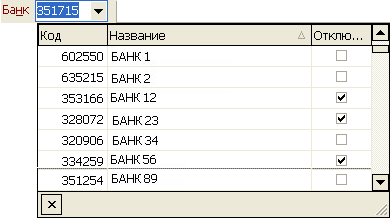 Банк 351715
Код Название Отклю...
602550 БАНК 1
635215 БАНК 2
353166 БАНК 12
328072 БАНК 23
320906 БАНК 34
334259 БАНК 56
351254 БАНК 89